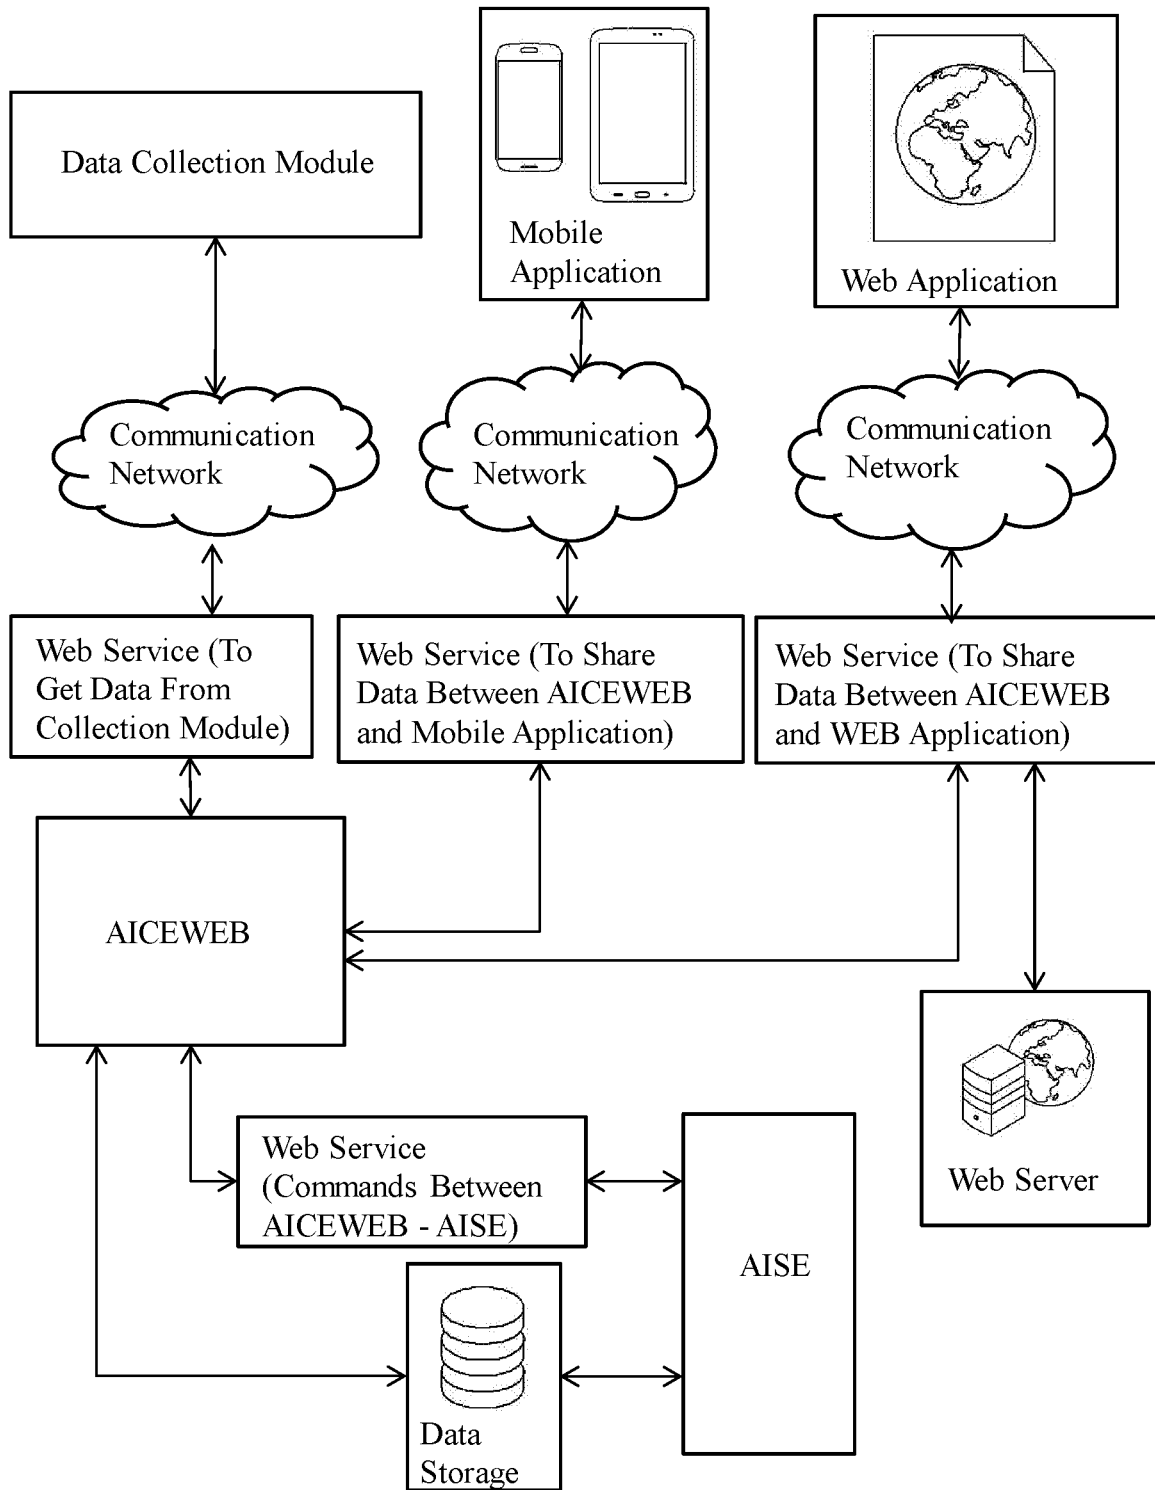 Data Collection Module
Mobile
Application
Web Application
Communication
Network
Communication
Network
Communication
Network
Web Service (To
Get Data From
Collection Module)
Web Service (To Share
Data Between AICEWEB
and Mobile Application)
Web Service (To Share
Data Between AICEWEB
and WEB Application)
AICEWEB
Web Service
(Commands Between
AICEWEB - AISE)
AISE
Web Server
Data
Storage